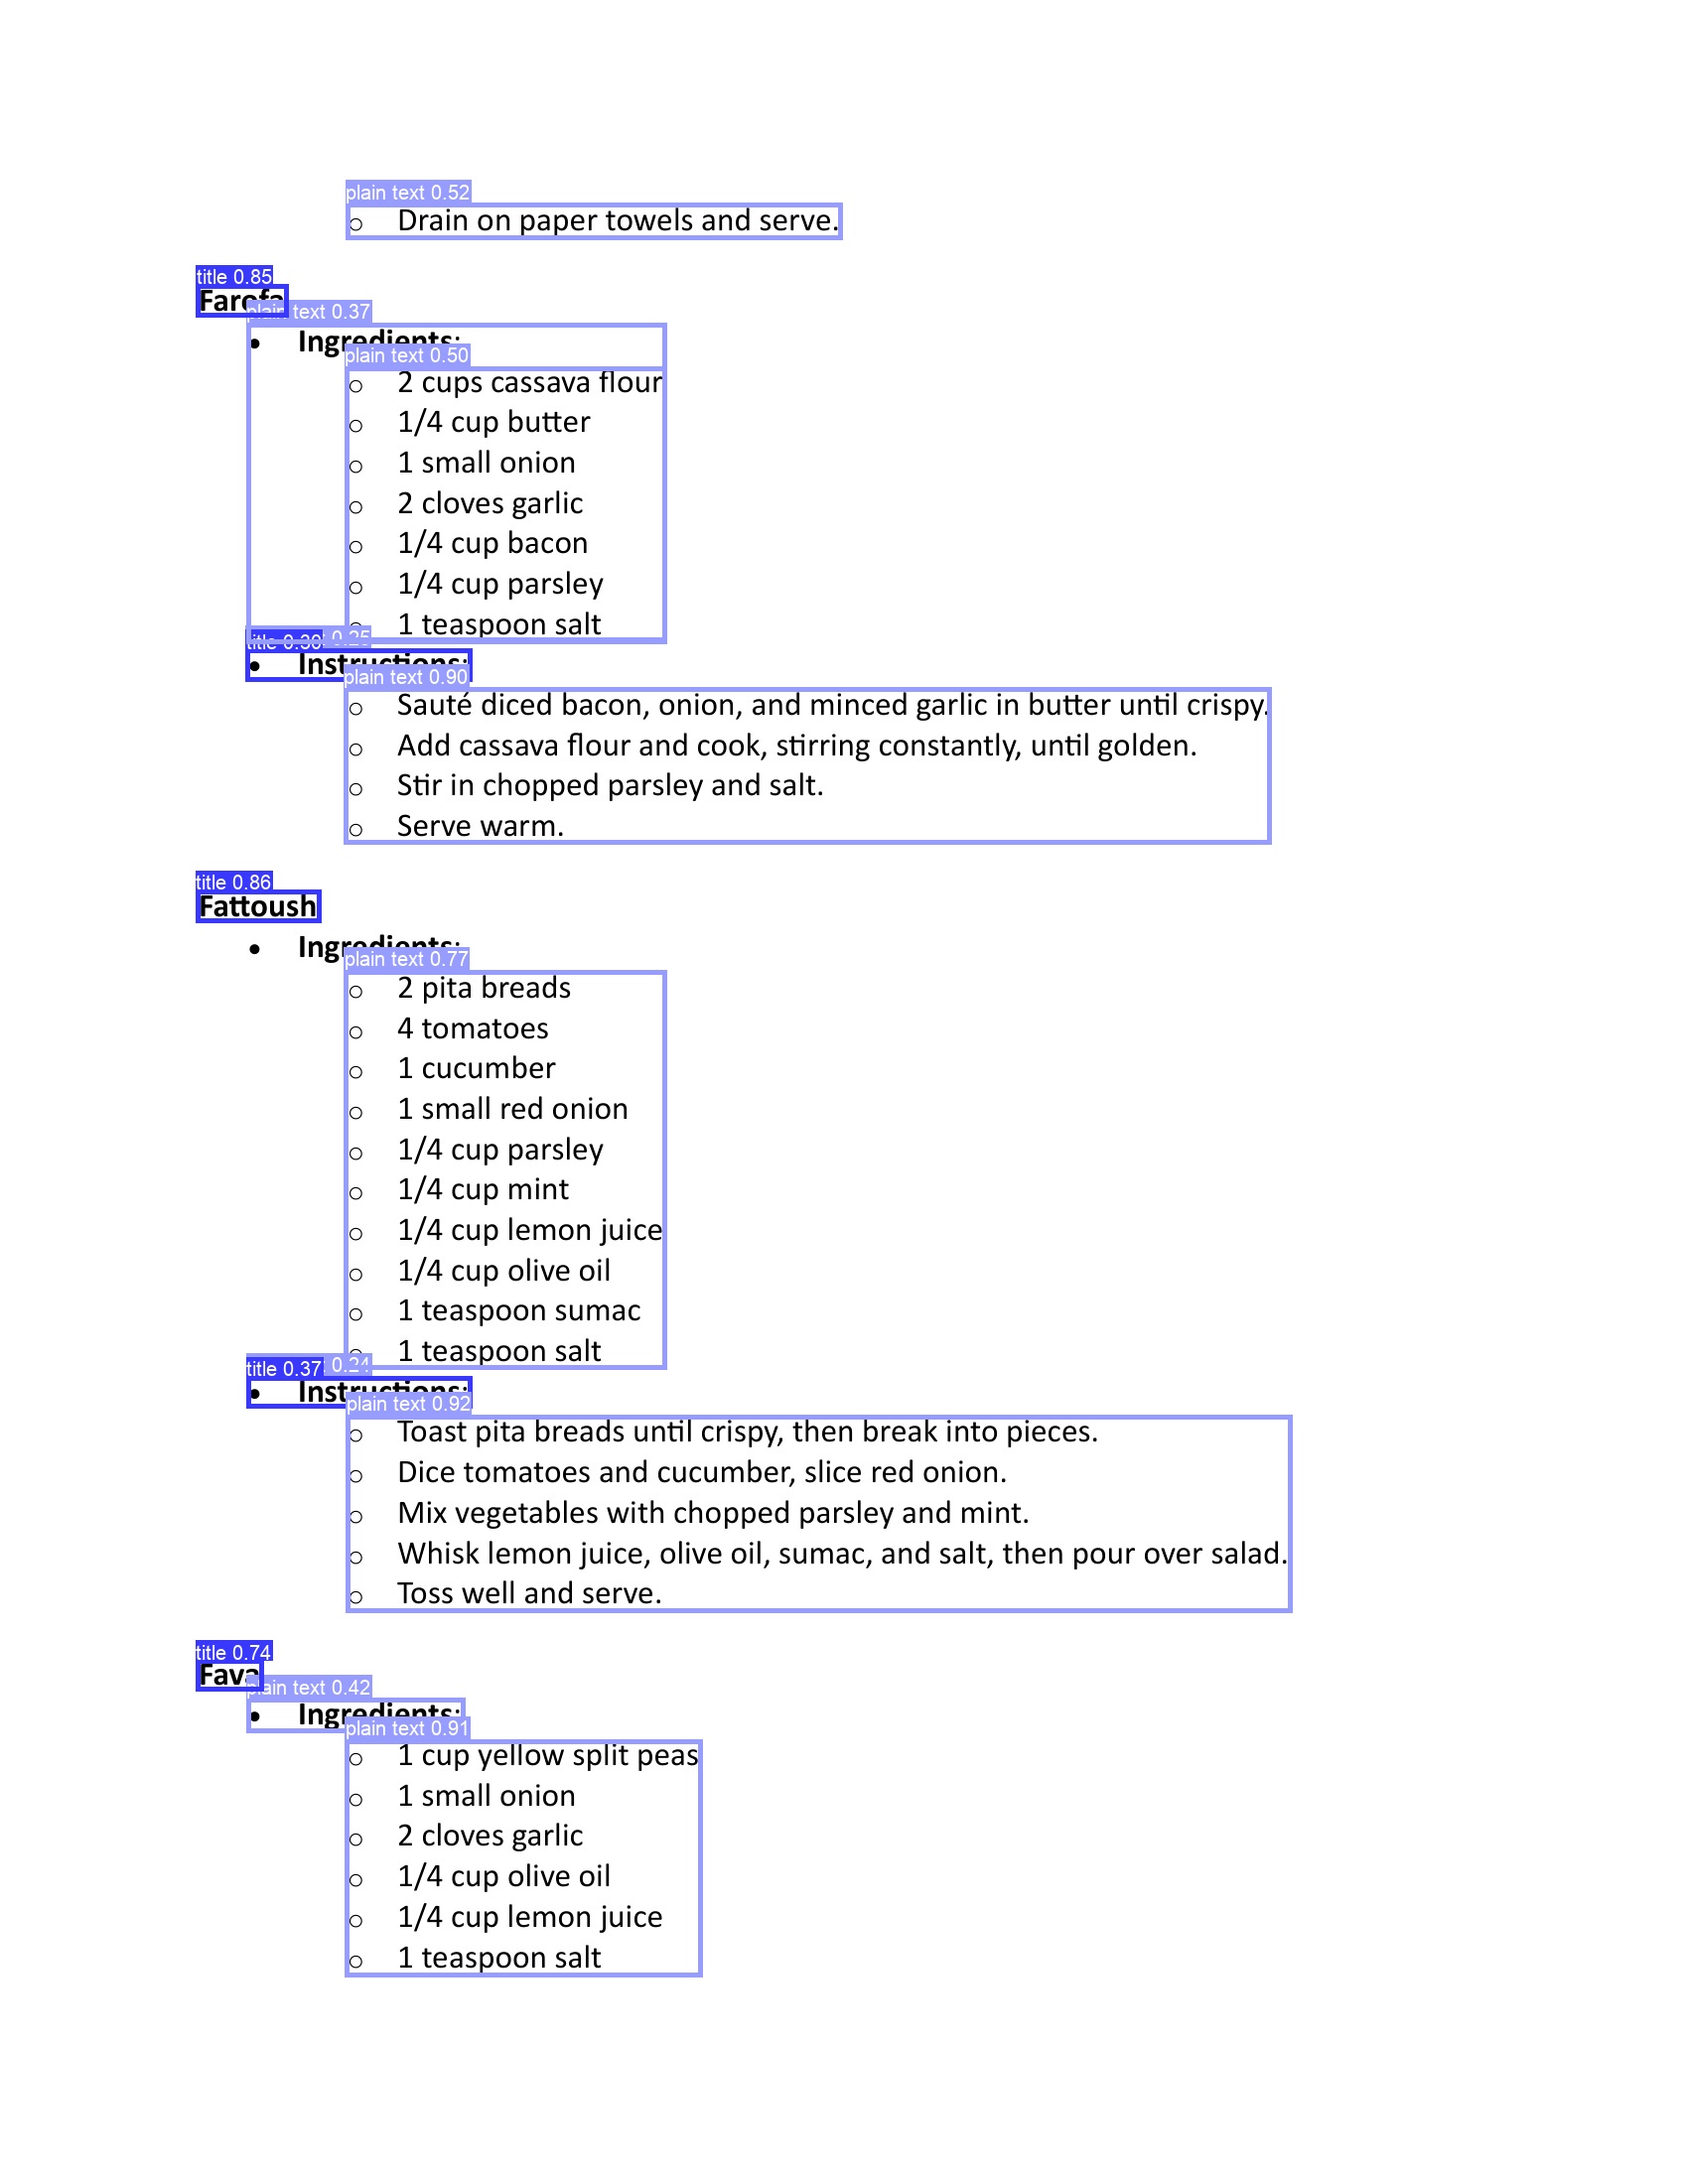 plain text 0.52
○ Drain on paper towels and serve.
title 0.85
Farofa
plain text 0.37
• Ingredients:
plain text 0.50
○ 2 cups cassava flour
○ 1/4 cup butter
○ 1 small onion
○ 2 cloves garlic
○ 1/4 cup bacon
○ 1/4 cup parsley
○ 1 teaspoon salt
title 0.30 0.25
• Instructions:
plain text 0.90
○ Sauté diced bacon, onion, and minced garlic in butter until crispy.
○ Add cassava flour and cook, stirring constantly, until golden.
○ Stir in chopped parsley and salt.
○ Serve warm.
title 0.86
Fattoush
• Ingredients:
plain text 0.77
○ 2 pita breads
○ 4 tomatoes
○ 1 cucumber
○ 1 small red onion
○ 1/4 cup parsley
○ 1/4 cup mint
○ 1/4 cup lemon juice
○ 1/4 cup olive oil
○ 1 teaspoon sumac
○ 1 teaspoon salt
title 0.37 0.24
• Instructions:
plain text 0.92
○ Toast pita breads until crispy, then break into pieces.
○ Dice tomatoes and cucumber, slice red onion.
○ Mix vegetables with chopped parsley and mint.
○ Whisk lemon juice, olive oil, sumac, and salt, then pour over salad.
○ Toss well and serve.
title 0.74
Fava
plain text 0.42
• Ingredients:
plain text 0.91
○ 1 cup yellow split peas
○ 1 small onion
○ 2 cloves garlic
○ 1/4 cup olive oil
○ 1/4 cup lemon juice
○ 1 teaspoon salt